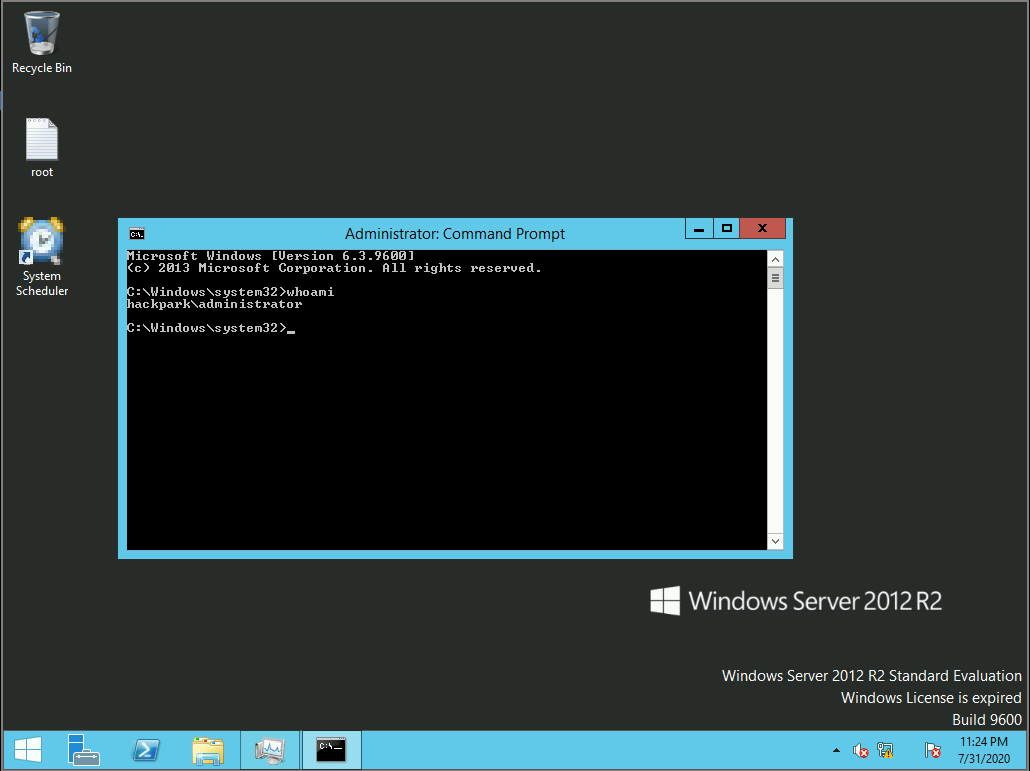 Recycle Bin
root
System
Scheduler
Administrator: Command Prompt
Microsoft Windows [Version 6.3.9600]
(c) 2013 Microsoft Corporation. All rights reserved.
C:\Windows\system32>whoami
hackpark\administrator
C:\Windows\system32>_
Windows Server 2012 R2
Windows Server 2012 R2 Standard Evaluation
Windows License is expired
Build 9600
11:24 PM
7/31/2020